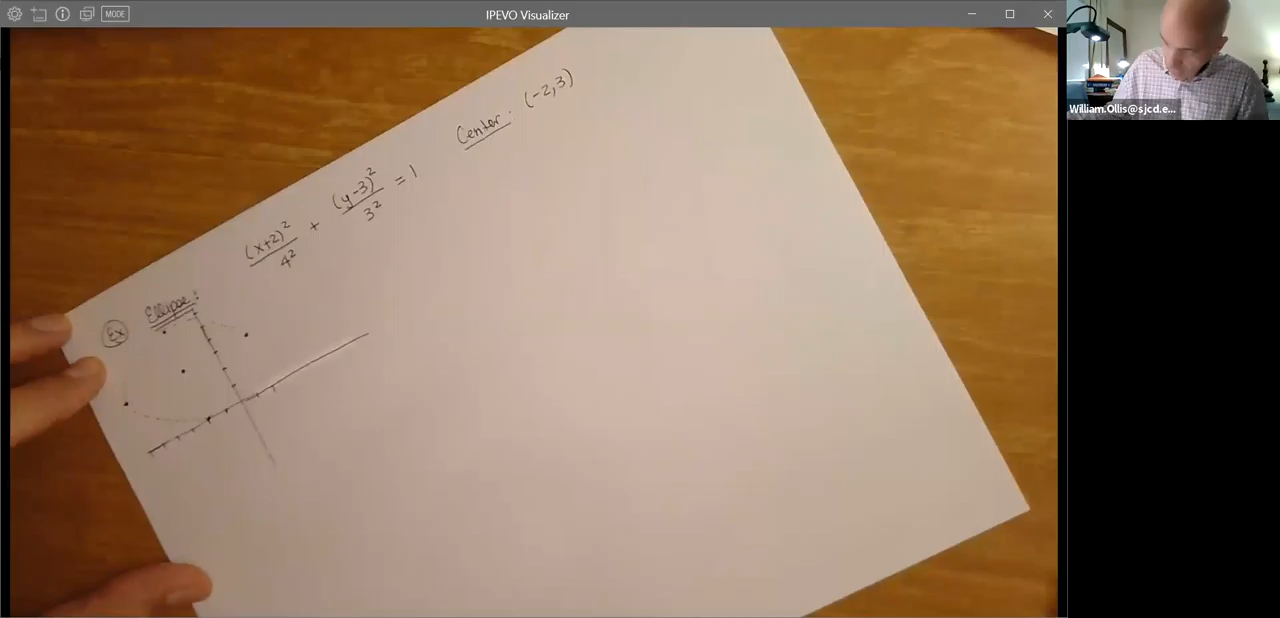 MODE
IPEVO Visualizer
William.Ollis@sjcd.e...
Center: (-2,3)
(x+2)²/4² + (y-3)²/3² = 1
Ex Ellipse: